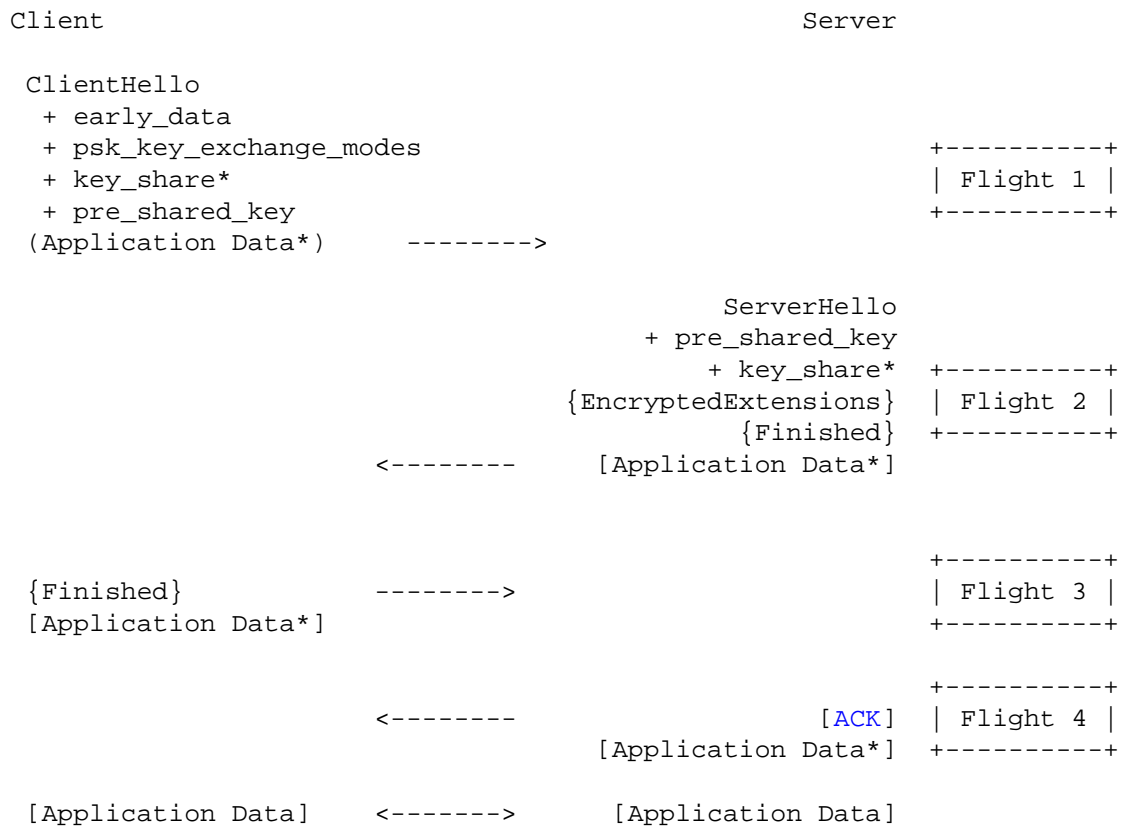 Client                                            Server

 ClientHello
  + early_data
  + psk_key_exchange_modes                                +----------+
  + key_share*                                            | Flight 1 |
  + pre_shared_key                                        +----------+
 (Application Data*)     -------->

                                             ServerHello
                                        + pre_shared_key
                                            + key_share*  +----------+
                                   {EncryptedExtensions}  | Flight 2 |
                                              {Finished}  +----------+
                       <--------     [Application Data*]

                                                          +----------+
 {Finished}            -------->                          | Flight 3 |
 [Application Data*]                                      +----------+

                                                          +----------+
                       <--------                   [ACK]  | Flight 4 |
                                     [Application Data*]  +----------+

 [Application Data]    <------->      [Application Data]